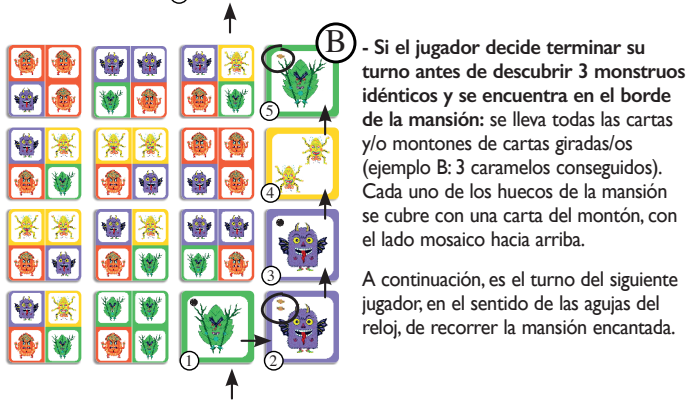 B
- Si el jugador decide terminar su
turno antes de descubrir 3 monstruos
idénticos y se encuentra en el borde
de la mansión: se lleva todas las cartas
y/o montones de cartas giradas/os
(ejemplo B: 3 caramelos conseguidos).
Cada uno de los huecos de la mansión
se cubre con una carta del montón, con
el lado mosaico hacia arriba.
A continuación, es el turno del siguiente
jugador, en el sentido de las agujas del
reloj, de recorrer la mansión encantada.
5
4
3
1
2